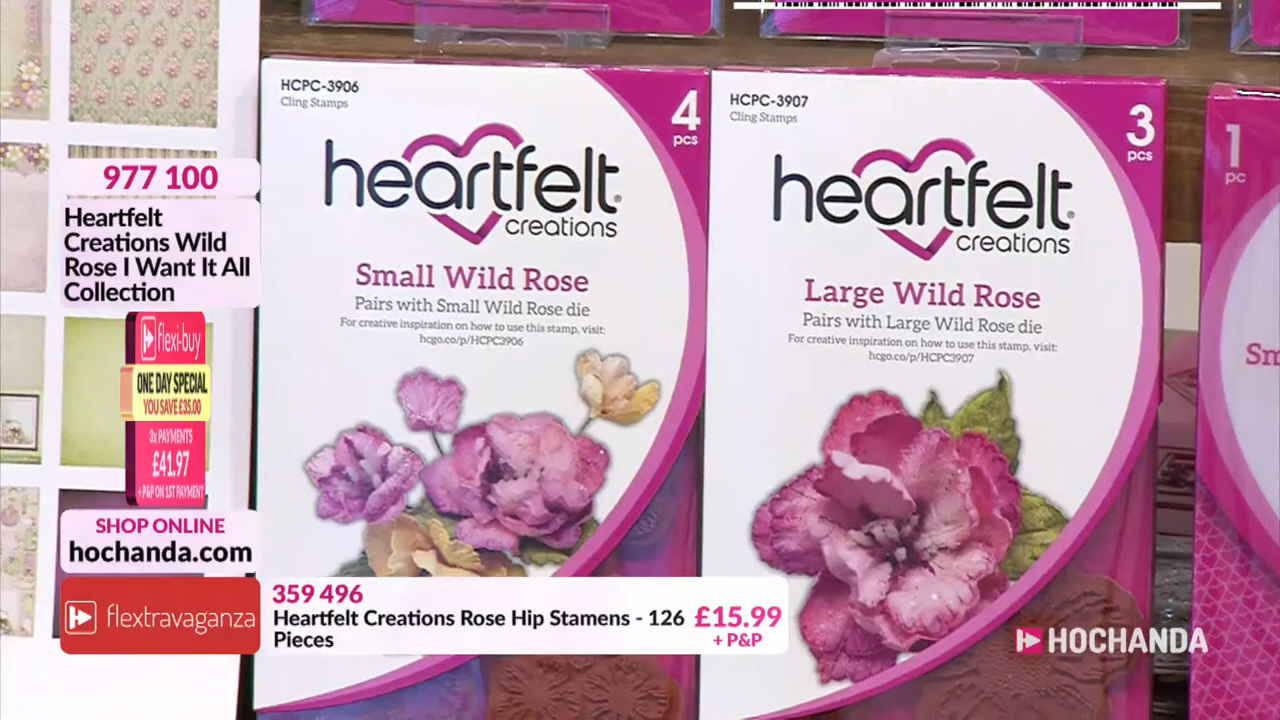 HCPC-3906
Cling Stamps
4
pcs
heartfelt
creations
Small Wild Rose
Pairs with Small Wild Rose die
For creative inspiration on how to use this stamp, visit:
hcgo.co/p/HCPC3906
HCPC-3907
Cling Stamps
3
pcs
heartfelt
creations
Large Wild Rose
Pairs with Large Wild Rose die
For creative inspiration on how to use this stamp, visit:
hcgo.co/p/HCPC3907
1
pc
Sm
977 100
Heartfelt
Creations Wild
Rose I Want It All
Collection
flexi-buy
ONE DAY SPECIAL
YOU SAVE £35.00
3x PAYMENTS
£41.97
+ P&P ON 1ST PAYMENT
SHOP ONLINE
hochanda.com
flextravaganza
359 496
Heartfelt Creations Rose Hip Stamens - 126
Pieces
£15.99
+ P&P
HOCHANDA